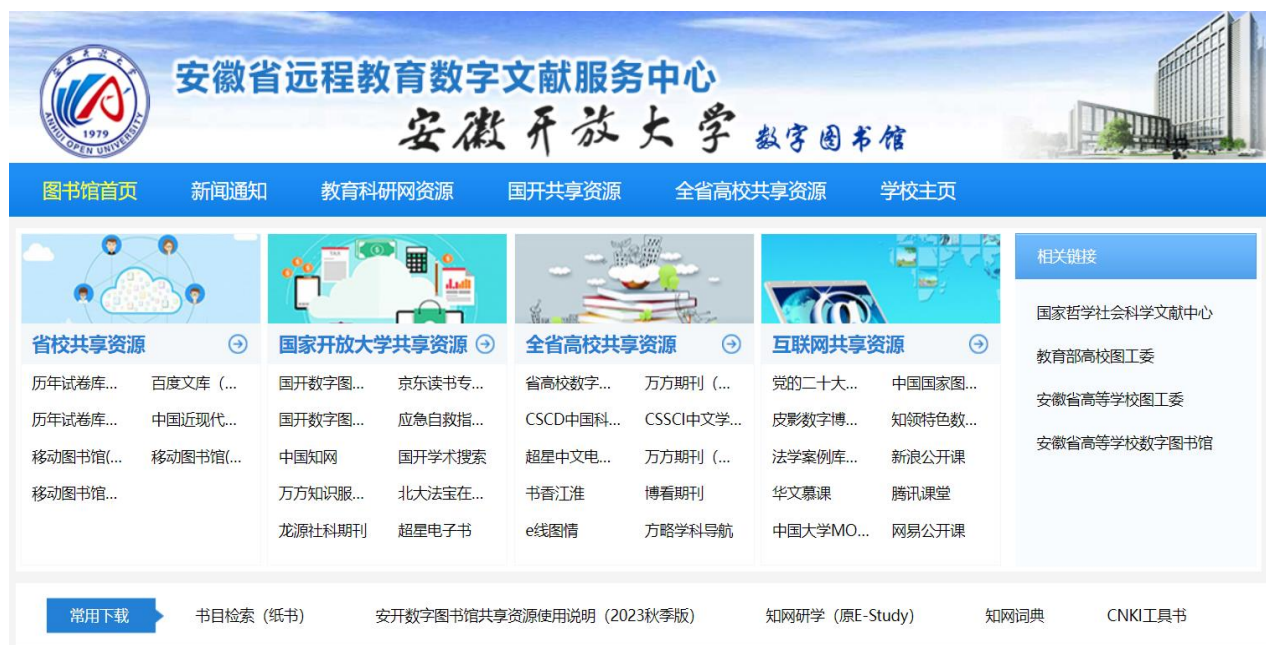 安徽开放大学
1979
ANHUI OPEN UNIVERSITY
安徽省远程教育数字文献服务中心
安徽开放大学 数字图书馆
图书馆首页 新闻通知 教育科研网资源 国开共享资源 全省高校共享资源 学校主页
TAX
省校共享资源
历年试卷库... 百度文库（...
历年试卷库... 中国近现代...
移动图书馆(... 移动图书馆(...
移动图书馆...
国家开放大学共享资源
国开数字图... 京东读书专...
国开数字图... 应急自救指...
中国知网 国开学术搜索
万方知识服... 北大法宝在...
龙源社科期刊 超星电子书
全省高校共享资源
省高校数字... 万方期刊（...
CSCD中国科... CSSCI中文学...
超星中文电... 万方期刊（...
书香江淮 博看期刊
e线图情 方略学科导航
互联网共享资源
党的二十大... 中国国家图...
皮影数字博... 知领特色数...
法学案例库... 新浪公开课
华文慕课 腾讯课堂
中国大学MO... 网易公开课
相关链接
国家哲学社会科学文献中心
教育部高校图工委
安徽省高等学校图工委
安徽省高等学校数字图书馆
常用下载 书目检索（纸书） 安开数字图书馆共享资源使用说明（2023秋季版） 知网研学（原E-Study） 知网词典 CNKI工具书